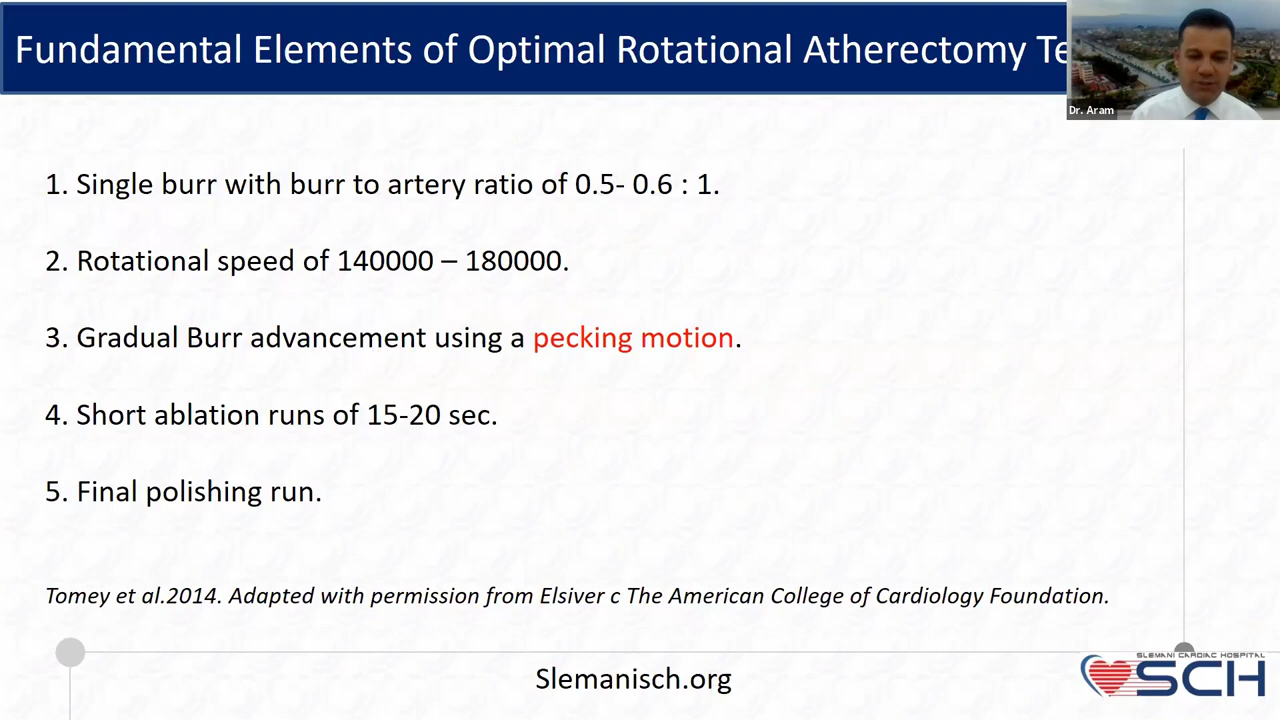 Fundamental Elements of Optimal Rotational Atherectomy Te
Dr. Aram
1. Single burr with burr to artery ratio of 0.5- 0.6 : 1.
2. Rotational speed of 140000 – 180000.
3. Gradual Burr advancement using a pecking motion.
4. Short ablation runs of 15-20 sec.
5. Final polishing run.
Tomey et al.2014. Adapted with permission from Elsiver c The American College of Cardiology Foundation.
Slemanisch.org
SLEMANI CARDIAC HOSPITAL
SCH